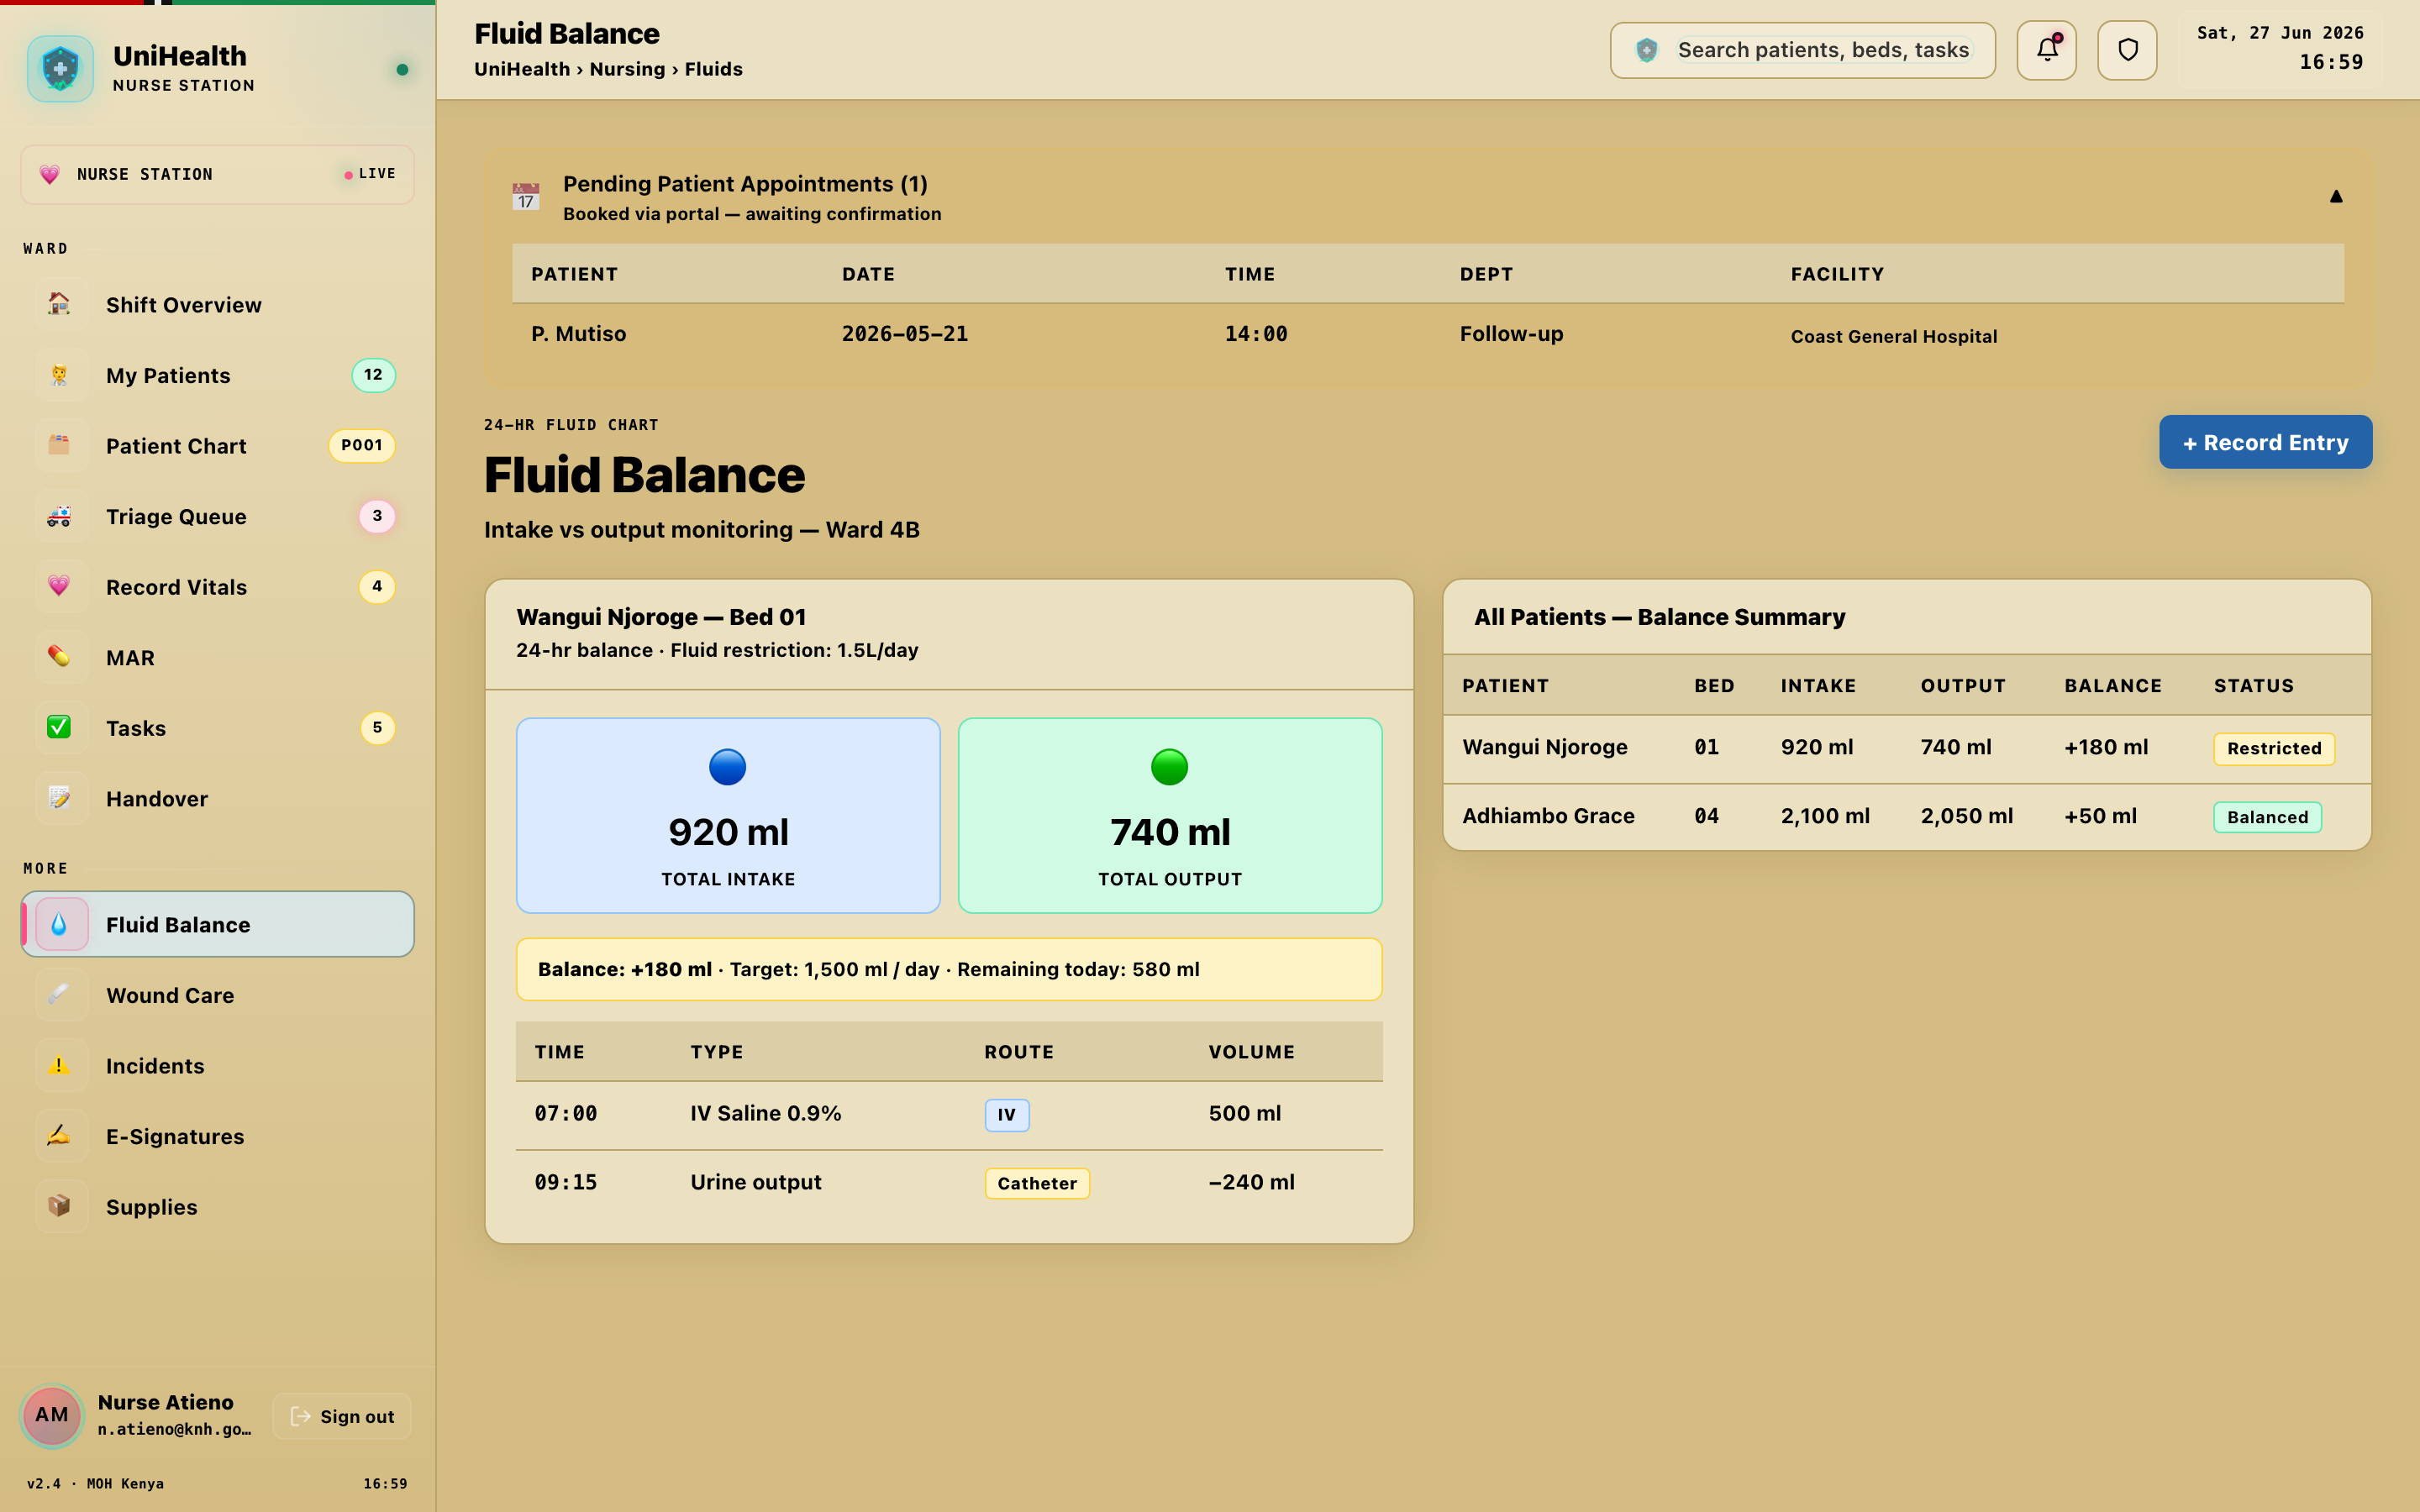 UniHealth
NURSE STATION
NURSE STATION
LIVE
WARD
Shift Overview
My Patients 12
Patient Chart P001
Triage Queue 3
Record Vitals 4
MAR
Tasks 5
Handover
MORE
Fluid Balance
Wound Care
Incidents
E-Signatures
Supplies
AM
Nurse Atieno
n.atieno@knh.go…
Sign out
v2.4 · MOH Kenya 16:59
Fluid Balance
UniHealth › Nursing › Fluids
Search patients, beds, tasks
Sat, 27 Jun 2026
16:59
17
Pending Patient Appointments (1)
Booked via portal — awaiting confirmation
▲
PATIENT DATE TIME DEPT FACILITY
P. Mutiso 2026-05-21 14:00 Follow-up Coast General Hospital
24-HR FLUID CHART
Fluid Balance
Intake vs output monitoring — Ward 4B
+ Record Entry
Wangui Njoroge — Bed 01
24-hr balance · Fluid restriction: 1.5L/day
920 ml
TOTAL INTAKE
740 ml
TOTAL OUTPUT
Balance: +180 ml · Target: 1,500 ml / day · Remaining today: 580 ml
TIME TYPE ROUTE VOLUME
07:00 IV Saline 0.9% IV 500 ml
09:15 Urine output Catheter −240 ml
All Patients — Balance Summary
PATIENT BED INTAKE OUTPUT BALANCE STATUS
Wangui Njoroge 01 920 ml 740 ml +180 ml Restricted
Adhiambo Grace 04 2,100 ml 2,050 ml +50 ml Balanced